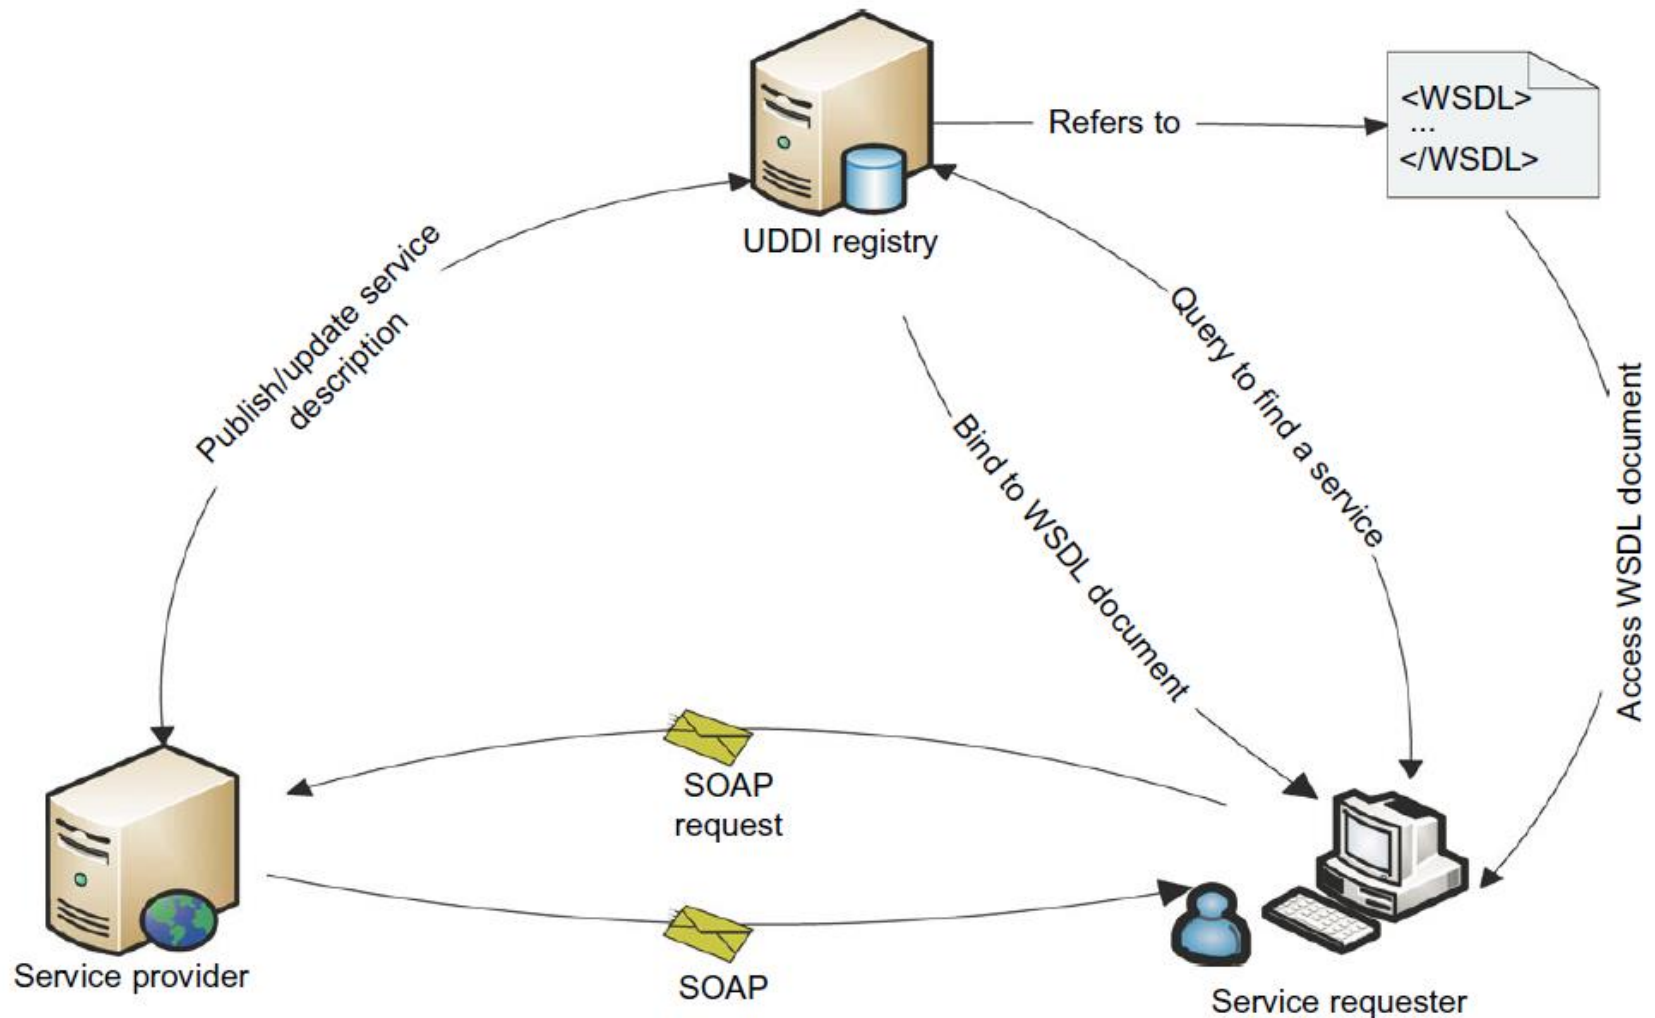 <WSDL>
...
</WSDL>
Refers to
UDDI registry
Publish/update service
description
Query to find a service
Bind to WSDL document
Access WSDL document
SOAP
request
SOAP
Service provider
Service requester